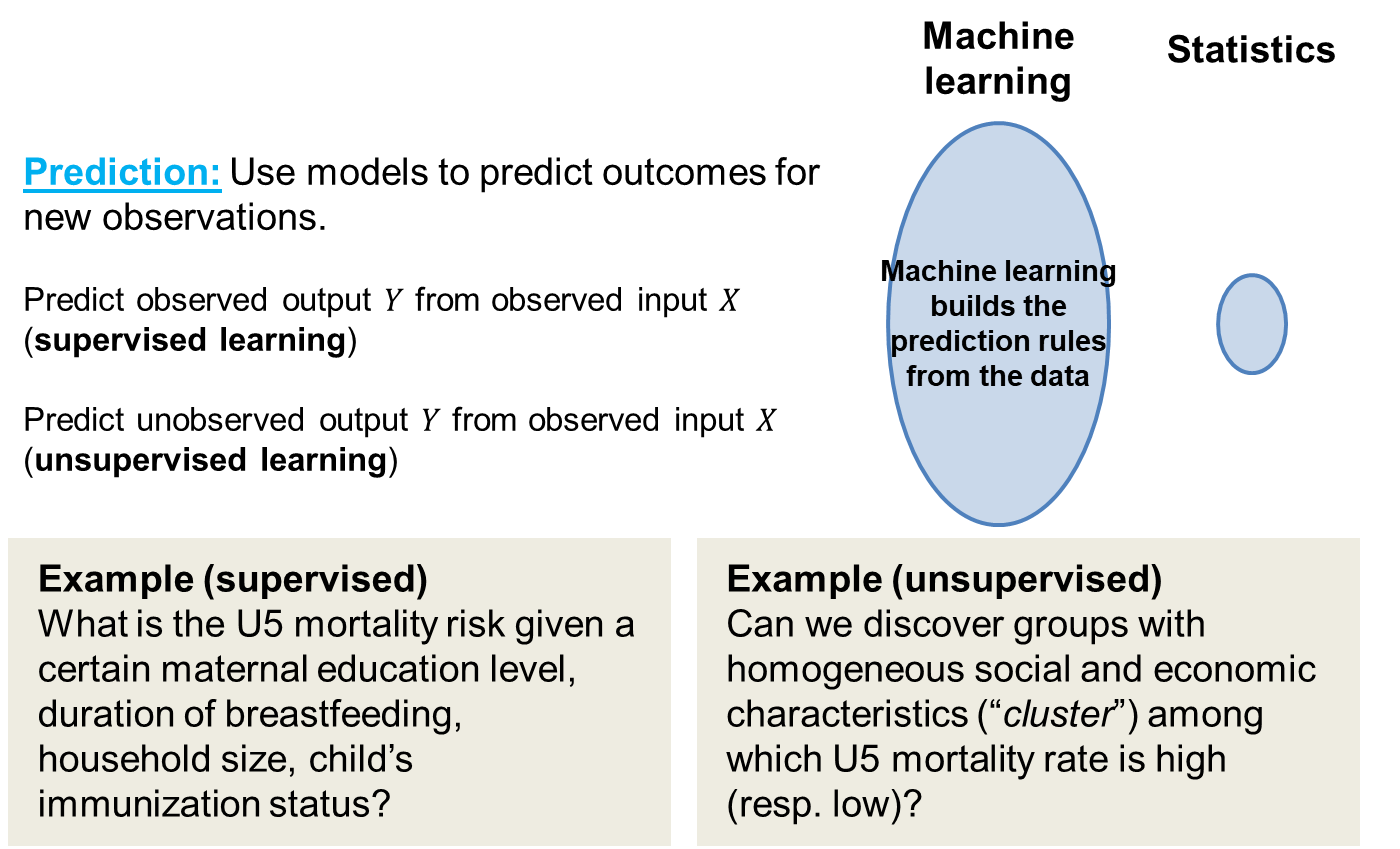 Machine
learning
Statistics
Prediction: Use models to predict outcomes for
new observations.
Predict observed output Y from observed input X
(supervised learning)
Predict unobserved output Y from observed input X
(unsupervised learning)
Machine learning
builds the
prediction rules
from the data
Example (supervised)
What is the U5 mortality risk given a
certain maternal education level,
duration of breastfeeding,
household size, child’s
immunization status?
Example (unsupervised)
Can we discover groups with
homogeneous social and economic
characteristics (“cluster”) among
which U5 mortality rate is high
(resp. low)?